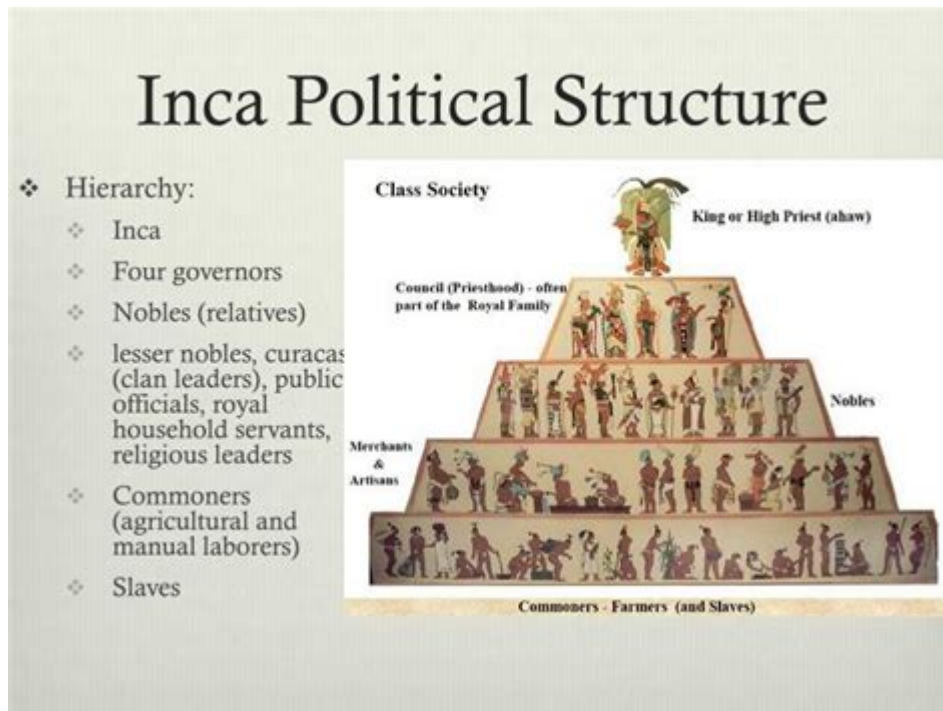 Inca Political Structure
❖ Hierarchy:
❖ Inca
❖ Four governors
❖ Nobles (relatives)
❖ lesser nobles, curacas
(clan leaders), public
officials, royal
household servants,
religious leaders
❖ Commoners
(agricultural and
manual laborers)
❖ Slaves
Class Society
King or High Priest (ahaw)
Council (Priesthood) - often
part of the Royal Family
Nobles
Merchants
&
Artisans
Commoners - Farmers (and Slaves)